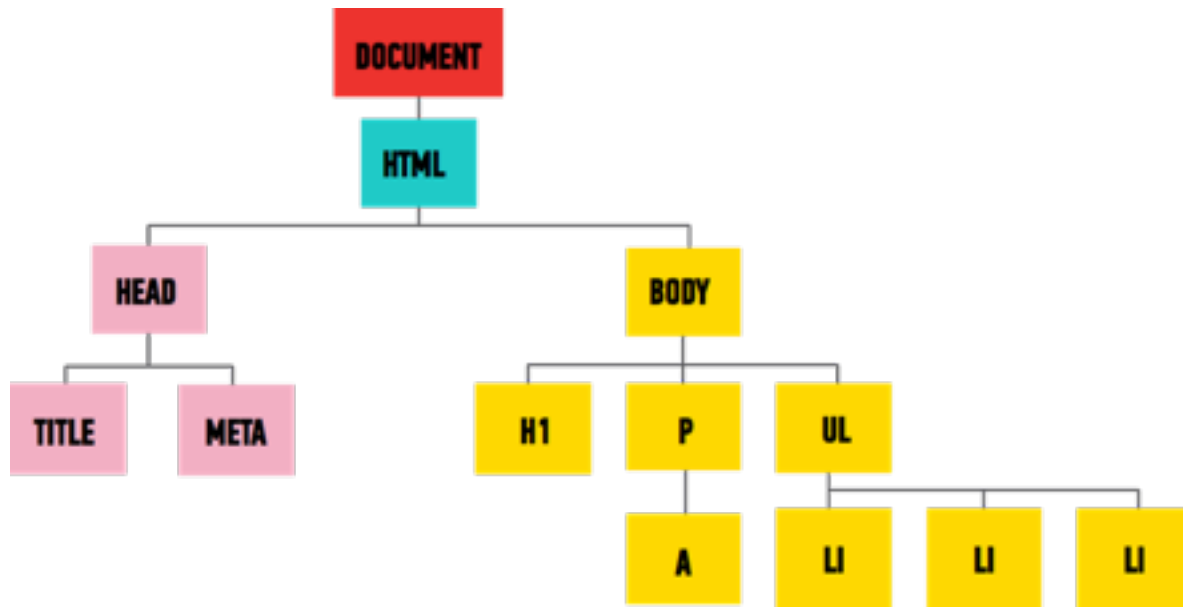 DOCUMENT
HTML
HEAD
BODY
TITLE
META
H1
P
UL
A
LI
LI
LI